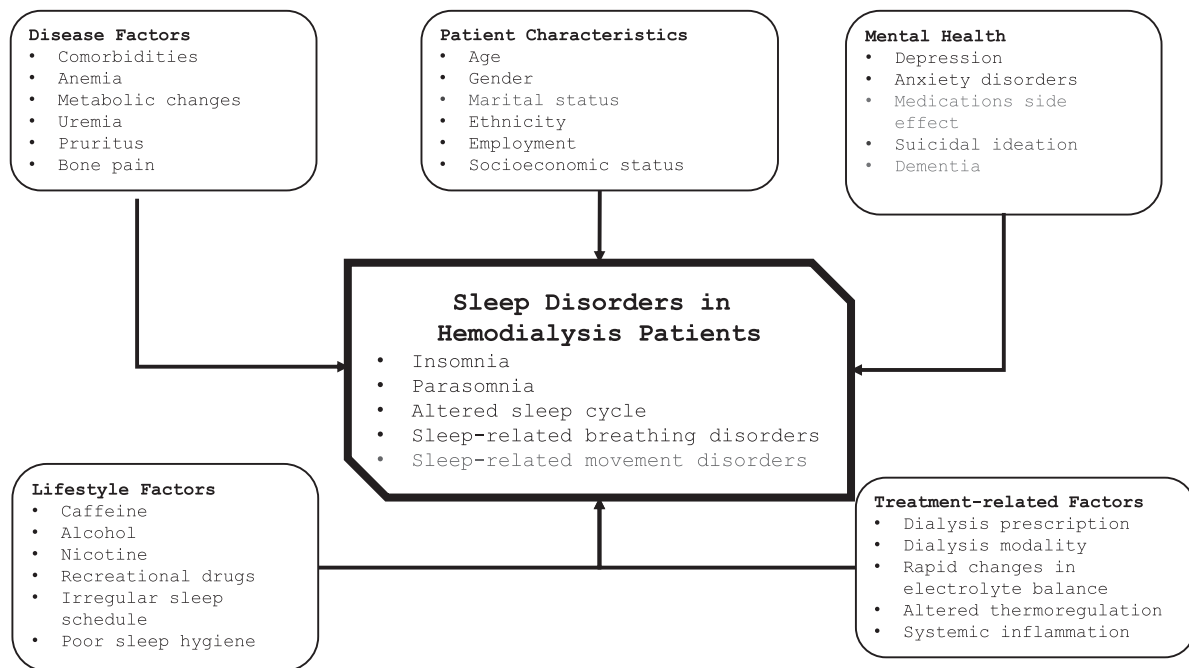 Disease Factors
• Comorbidities
• Anemia
• Metabolic changes
• Uremia
• Pruritus
• Bone pain
Patient Characteristics
• Age
• Gender
• Marital status
• Ethnicity
• Employment
• Socioeconomic status
Mental Health
• Depression
• Anxiety disorders
• Medications side
effect
• Suicidal ideation
• Dementia
Sleep Disorders in
Hemodialysis Patients
• Insomnia
• Parasomnia
• Altered sleep cycle
• Sleep-related breathing disorders
• Sleep-related movement disorders
Lifestyle Factors
• Caffeine
• Alcohol
• Nicotine
• Recreational drugs
• Irregular sleep
schedule
• Poor sleep hygiene
Treatment-related Factors
• Dialysis prescription
• Dialysis modality
• Rapid changes in
electrolyte balance
• Altered thermoregulation
• Systemic inflammation